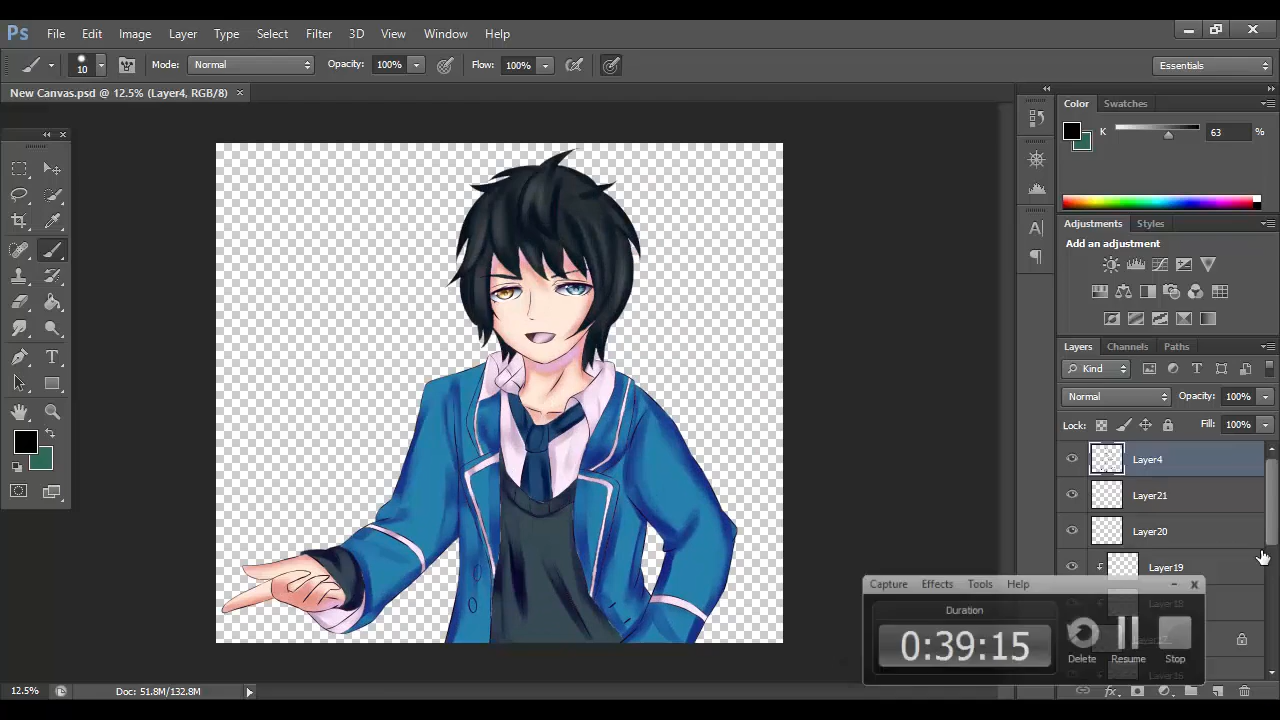 Ps File Edit Image Layer Type Select Filter 3D View Window Help
10 Mode: Normal Opacity: 100% Flow: 100% Essentials
New Canvas.psd @ 12.5% (Layer4, RGB/8) ×
Color Swatches
K 63 %
Adjustments Styles
Add an adjustment
Layers Channels Paths
Kind
Normal Opacity: 100%
Lock: Fill: 100%
Layer4
Layer21
Layer20
Layer19
Layer18
Capture Effects Tools Help
Duration
0:39:15
Delete Resume Stop
12.5% Doc: 51.8M/132.8M